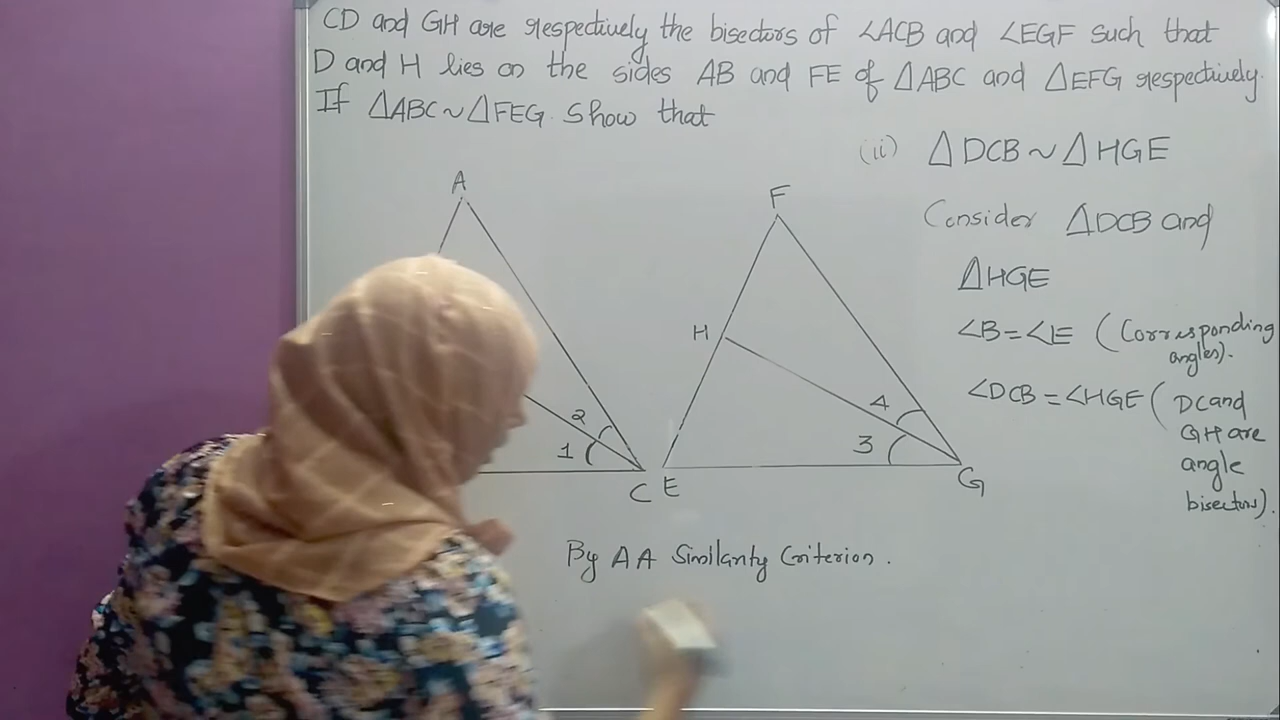 CD and GH are respectively the bisectors of ∠ACB and ∠EGF such that
D and H lies on the sides AB and FE of △ABC and △EFG respectively.
If △ABC ~ △FEG. Show that
(ii) △DCB ~ △HGE
Consider △DCB and
△HGE
∠B = ∠E (Corresponding
angles).
∠DCB = ∠HGE (DC and
GH are
angle
bisectors).
A
2
1
C
F
H
4
3
E
G
By AA Similarity Criterion.